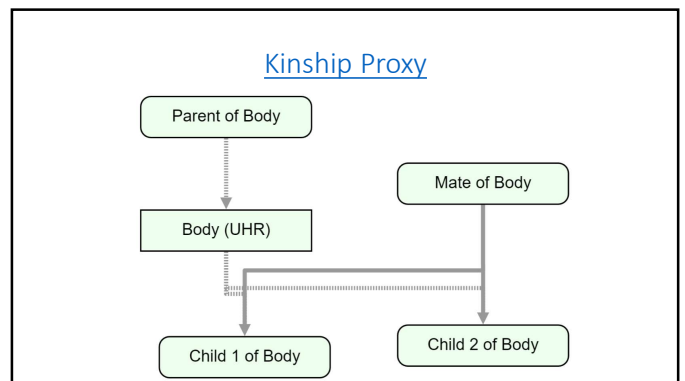 Kinship Proxy
Parent of Body
Mate of Body
Body (UHR)
Child 1 of Body
Child 2 of Body